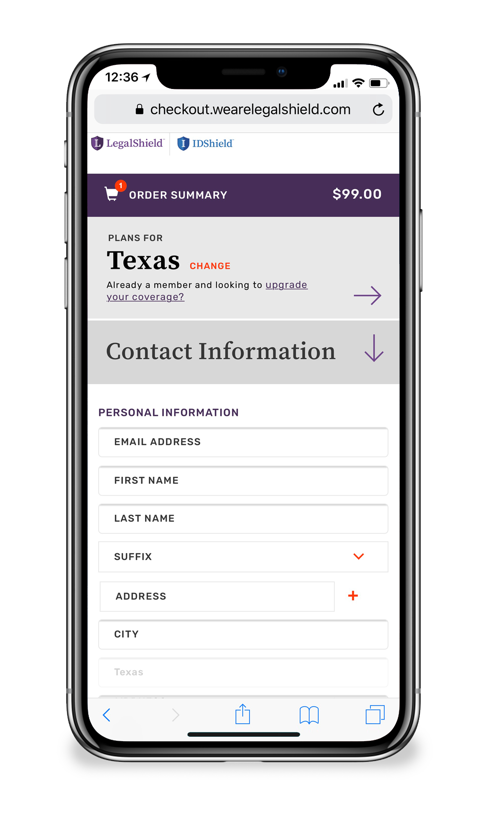 12:36
checkout.wearelegalshield.com
LegalShield IDShield
1 ORDER SUMMARY $99.00
PLANS FOR
Texas CHANGE
Already a member and looking to upgrade
your coverage?
Contact Information
PERSONAL INFORMATION
EMAIL ADDRESS
FIRST NAME
LAST NAME
SUFFIX
ADDRESS
CITY
Texas